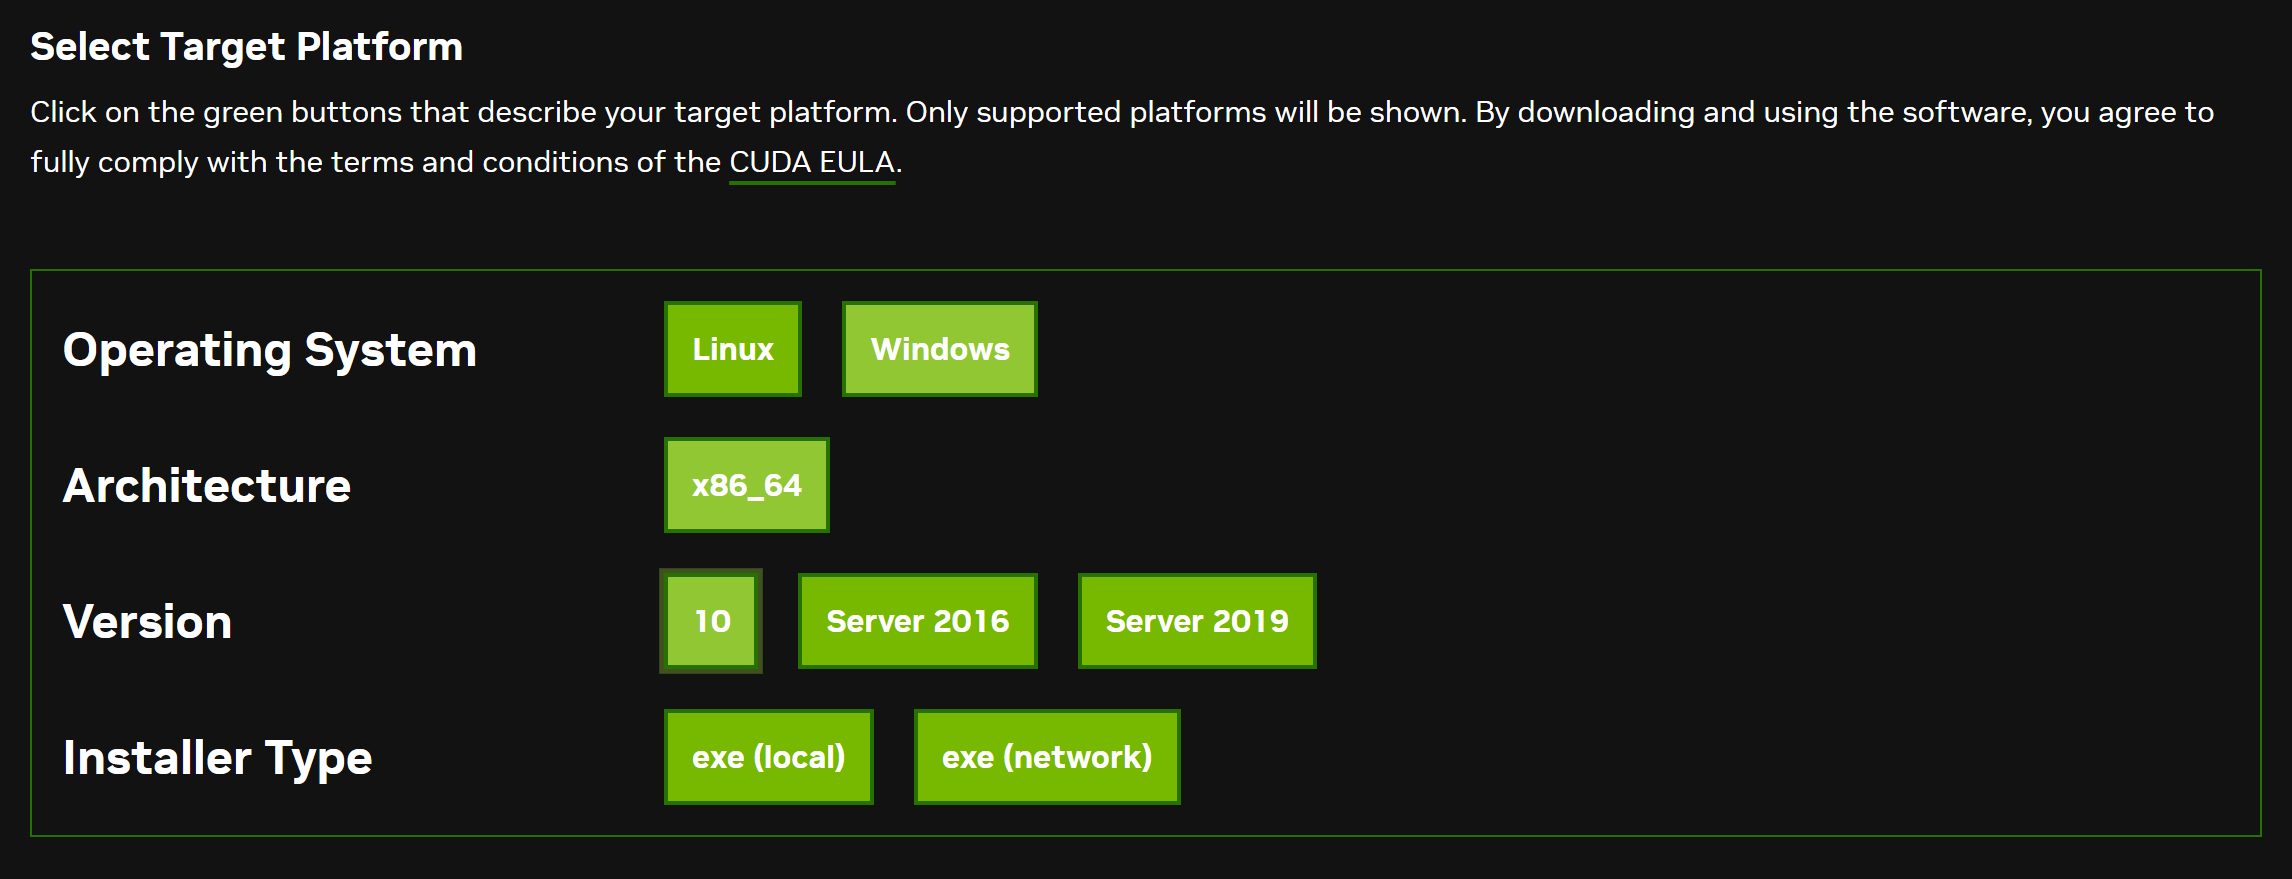 Select Target Platform
Click on the green buttons that describe your target platform. Only supported platforms will be shown. By downloading and using the software, you agree to
fully comply with the terms and conditions of the CUDA EULA.
Operating System Linux Windows
Architecture x86_64
Version 10 Server 2016 Server 2019
Installer Type exe (local) exe (network)